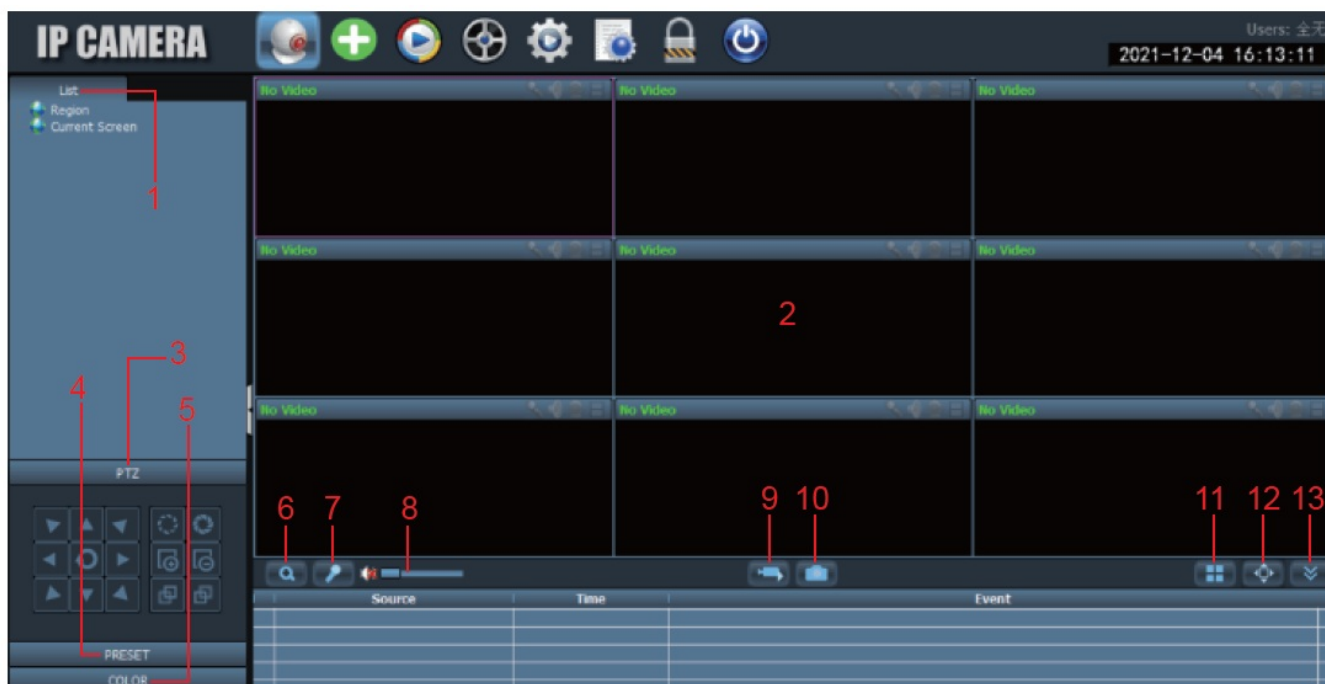 IP CAMERA
Users: 全无
2021-12-04 16:13:11
List
Region
Current Screen
1
No Video
No Video
No Video
No Video
No Video
No Video
2
3
4
5
No Video
No Video
No Video
PTZ
6
7
8
9
10
11
12
13
Source Time Event
PRESET
COLOR